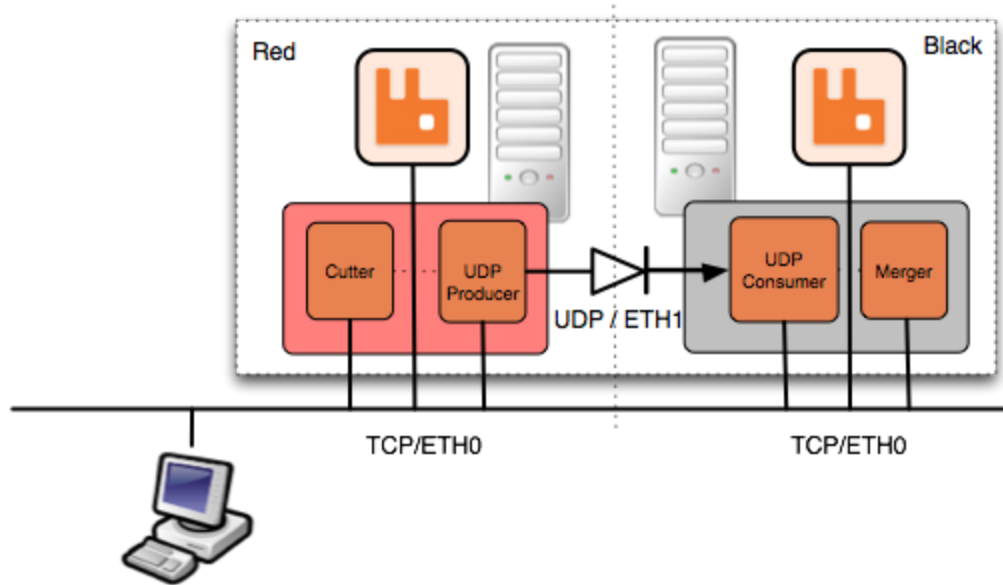 Red
Black
Cutter
UDP
Producer
UDP
Consumer
Merger
UDP / ETH1
TCP/ETH0
TCP/ETH0